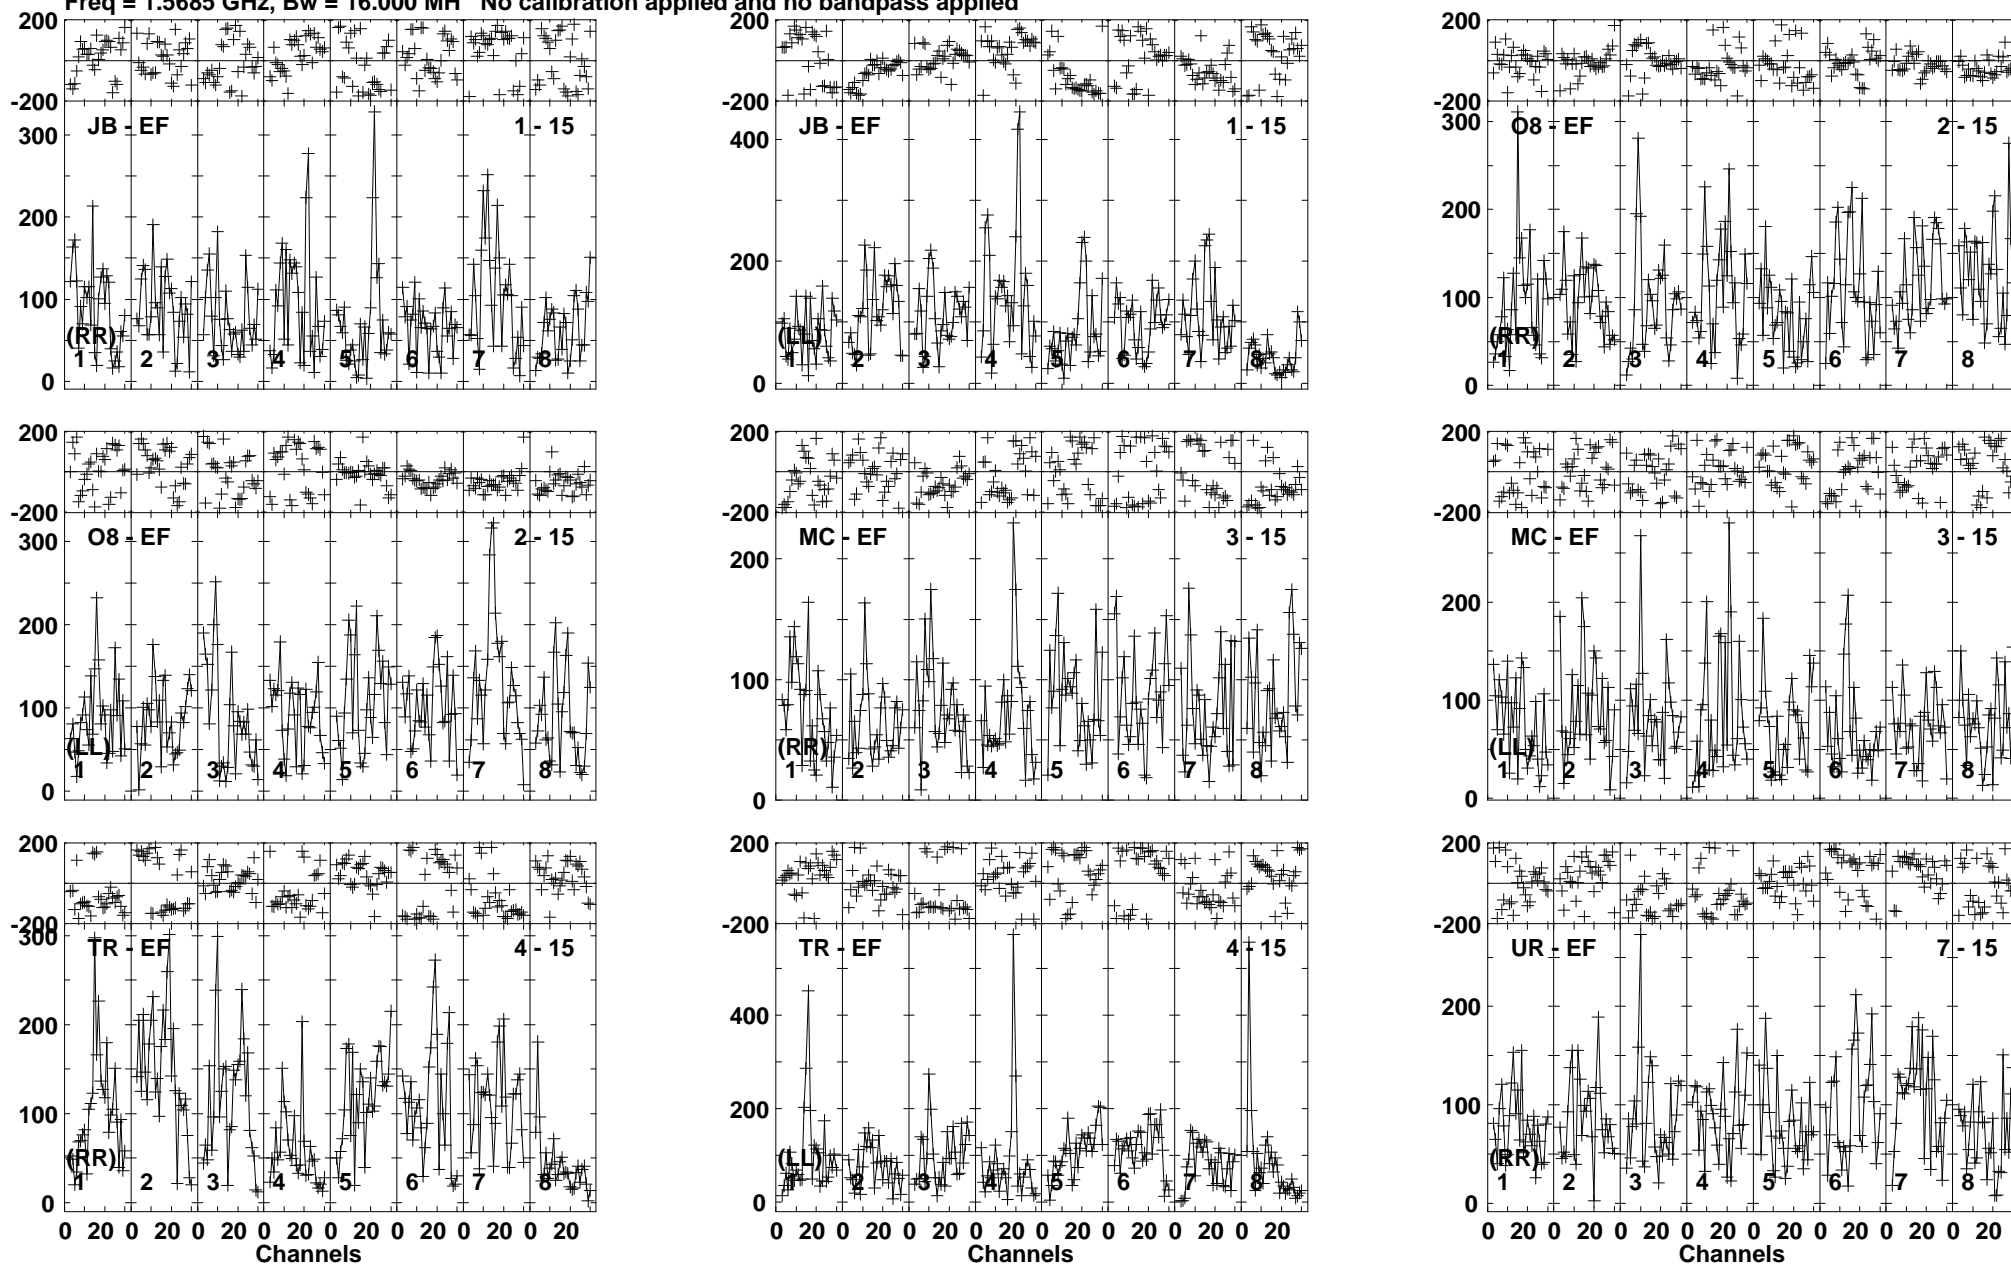 Freq = 1.5685 GHz, Bw = 16.000 MH No calibration applied and no bandpass applied
200 200 200
-200 -200 -200
JB - EF 1 - 15 JB - EF 1 - 15 O8 - EF 2 - 15
300 400 300
200 200 200
100 100
(RR) (LL) (RR)
1 2 3 4 5 6 7 8 1 2 3 4 5 6 7 8 1 2 3 4 5 6 7 8
0 0 0
200 200 200
-200 -200 -200
O8 - EF 2 - 15 MC - EF 3 - 15 MC - EF 3 - 15
300 200 200
200 100 100
100
(LL) (RR) (LL)
1 2 3 4 5 6 7 8 1 2 3 4 5 6 7 8 1 2 3 4 5 6 7 8
0 0 0
200 200 200
-200 -200 -200
300
TR - EF 4 - 15 TR - EF 4 - 15 UR - EF 7 - 15
200 400 200
100 200 100
(RR) (LL) (RR)
1 2 3 4 5 6 7 8 1 2 3 4 5 6 7 8 1 2 3 4 5 6 7 8
0 0 0
0 20 0 20 0 20 0 20 0 20 0 20 0 20 0 20 0 20 0 20 0 20 0 20 0 20 0 20 0 20 0 20 0 20 0 20 0 20 0 20 0 20 0 20 0 20 0 20
Channels Channels Channels